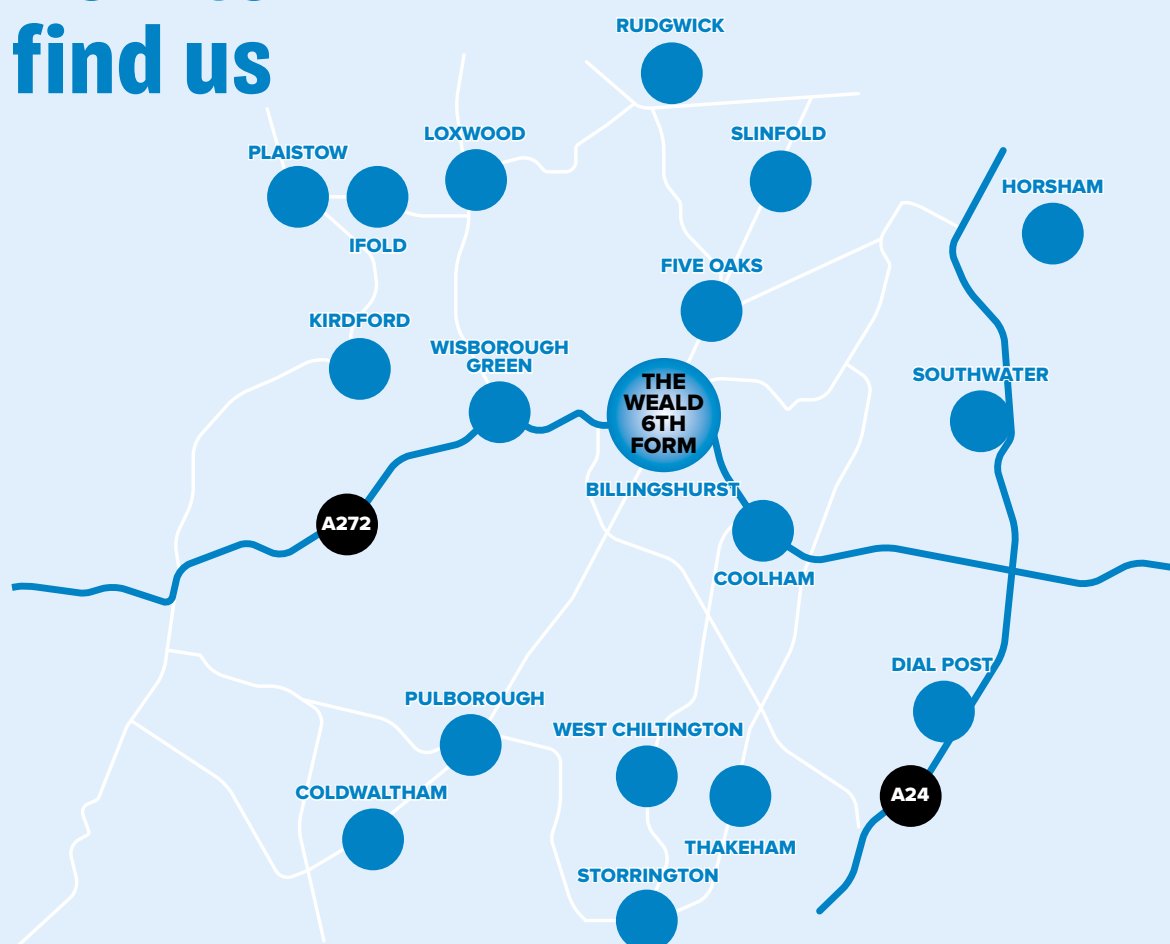 find us
RUDGWICK
LOXWOOD
SLINFOLD
PLAISTOW
HORSHAM
IFOLD
FIVE OAKS
KIRDFORD
WISBOROUGH
GREEN
SOUTHWATER
THE
WEALD
6TH
FORM
BILLINGSHURST
A272
COOLHAM
DIAL POST
PULBOROUGH
WEST CHILTINGTON
COLDWALTHAM
A24
THAKEHAM
STORRINGTON